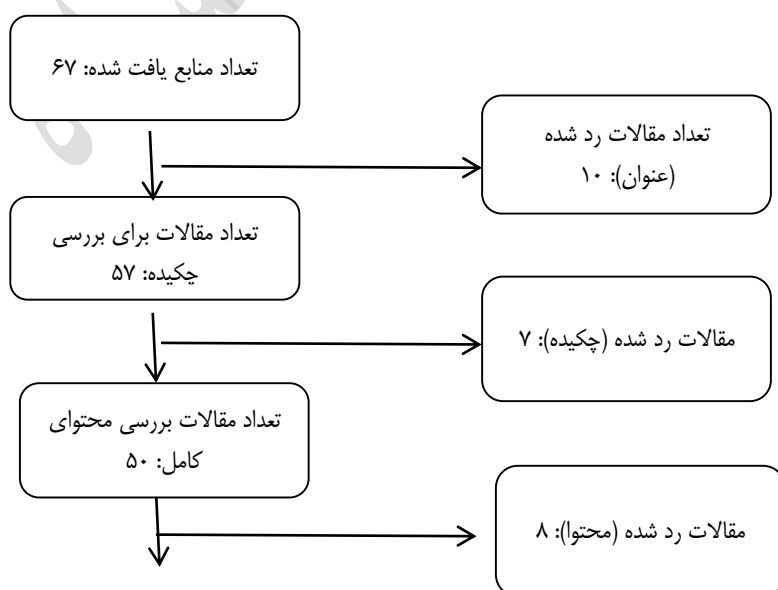 تعداد منابع یافت شده: ۶۷
تعداد مقالات رد شده
(عنوان): ۱۰
تعداد مقالات برای بررسی
چکیده: ۵۷
مقالات رد شده (چکیده): ۷
تعداد مقالات بررسی محتوای
کامل: ۵۰
مقالات رد شده (محتوا): ۸